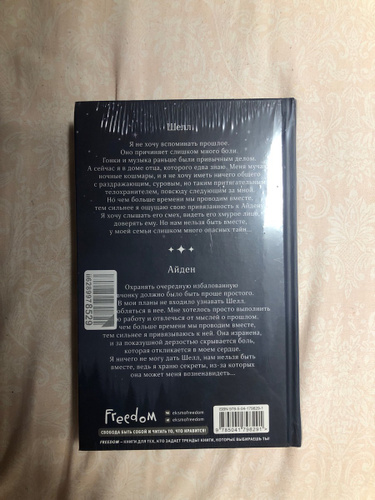 Шелл
Я не хочу вспоминать прошлое.
Оно причиняет слишком много боли.
Гонки и музыка раньше были привычным делом.
А сейчас я в доме отца, которого едва знаю. Меня мучают
ночные кошмары, и я не хочу иметь ничего общего
с раздражающим, суровым, но таким притягательным
телохранителем, повсюду следующим за мной.
Но чем больше времени мы проводим вместе,
тем сильнее я ощущаю свою привязанность к Айдену.
Я хочу слышать его смех, видеть его хмурое лицо,
доверять ему. Но нам нельзя быть вместе,
у моей семьи слишком много опасных тайн...
Айден
Охранять очередную избалованную
девчонку должно было быть проще простого.
В мои планы не входило узнавать Шелл,
влюбляться в нее. Мне хотелось просто выполнить
свою работу и отвлечься от мыслей о прошлом.
Но чем больше времени мы проводим вместе,
тем сильнее я привязываюсь к ней. Она изранена,
и за показушной дерзостью скрывается боль,
которая откликается в моем сердце.
Я ничего не могу дать Шелл, нам нельзя быть
вместе, ведь я храню секреты, из-за которых
она может возненавидеть...
Freedom
eksmofreedom
eksmofreedom
9785041 798291
СВОБОДА БЫТЬ СОБОЙ И ЧИТАТЬ ТО, ЧТО НРАВИТСЯ!
FREEDOM – КНИГИ ДЛЯ ТЕХ, КТО ЗАДАЕТ ТРЕНДЫ! КНИГИ, КОТОРЫЕ ВЫБИРАЕШЬ ТЫ!